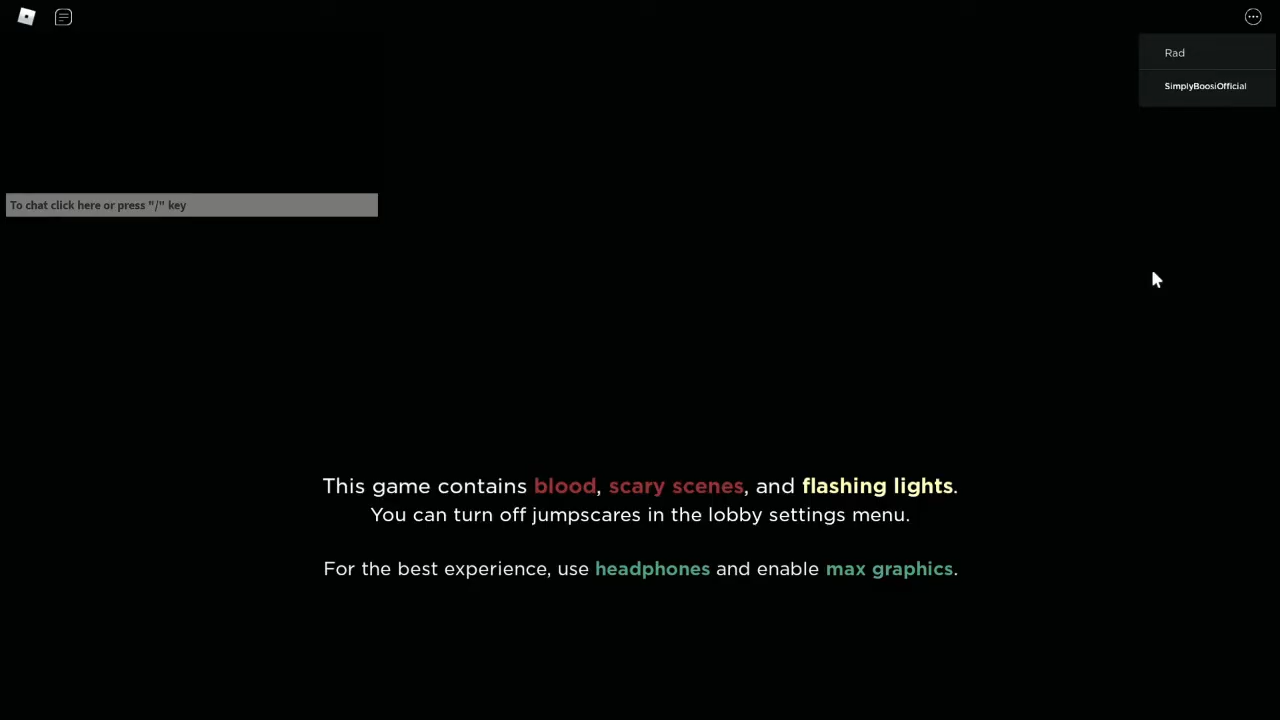 Rad
SimplyBoosiOfficial
To chat click here or press "/" key
This game contains blood, scary scenes, and flashing lights.
You can turn off jumpscares in the lobby settings menu.
For the best experience, use headphones and enable max graphics.